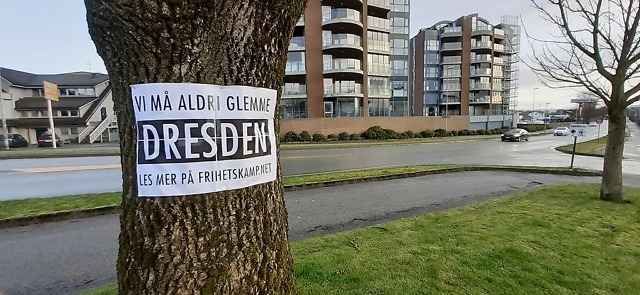 VI MÅ ALDRI GLEMME
DRESDEN
LES MER PÅ FRIHETSKAMP.NET